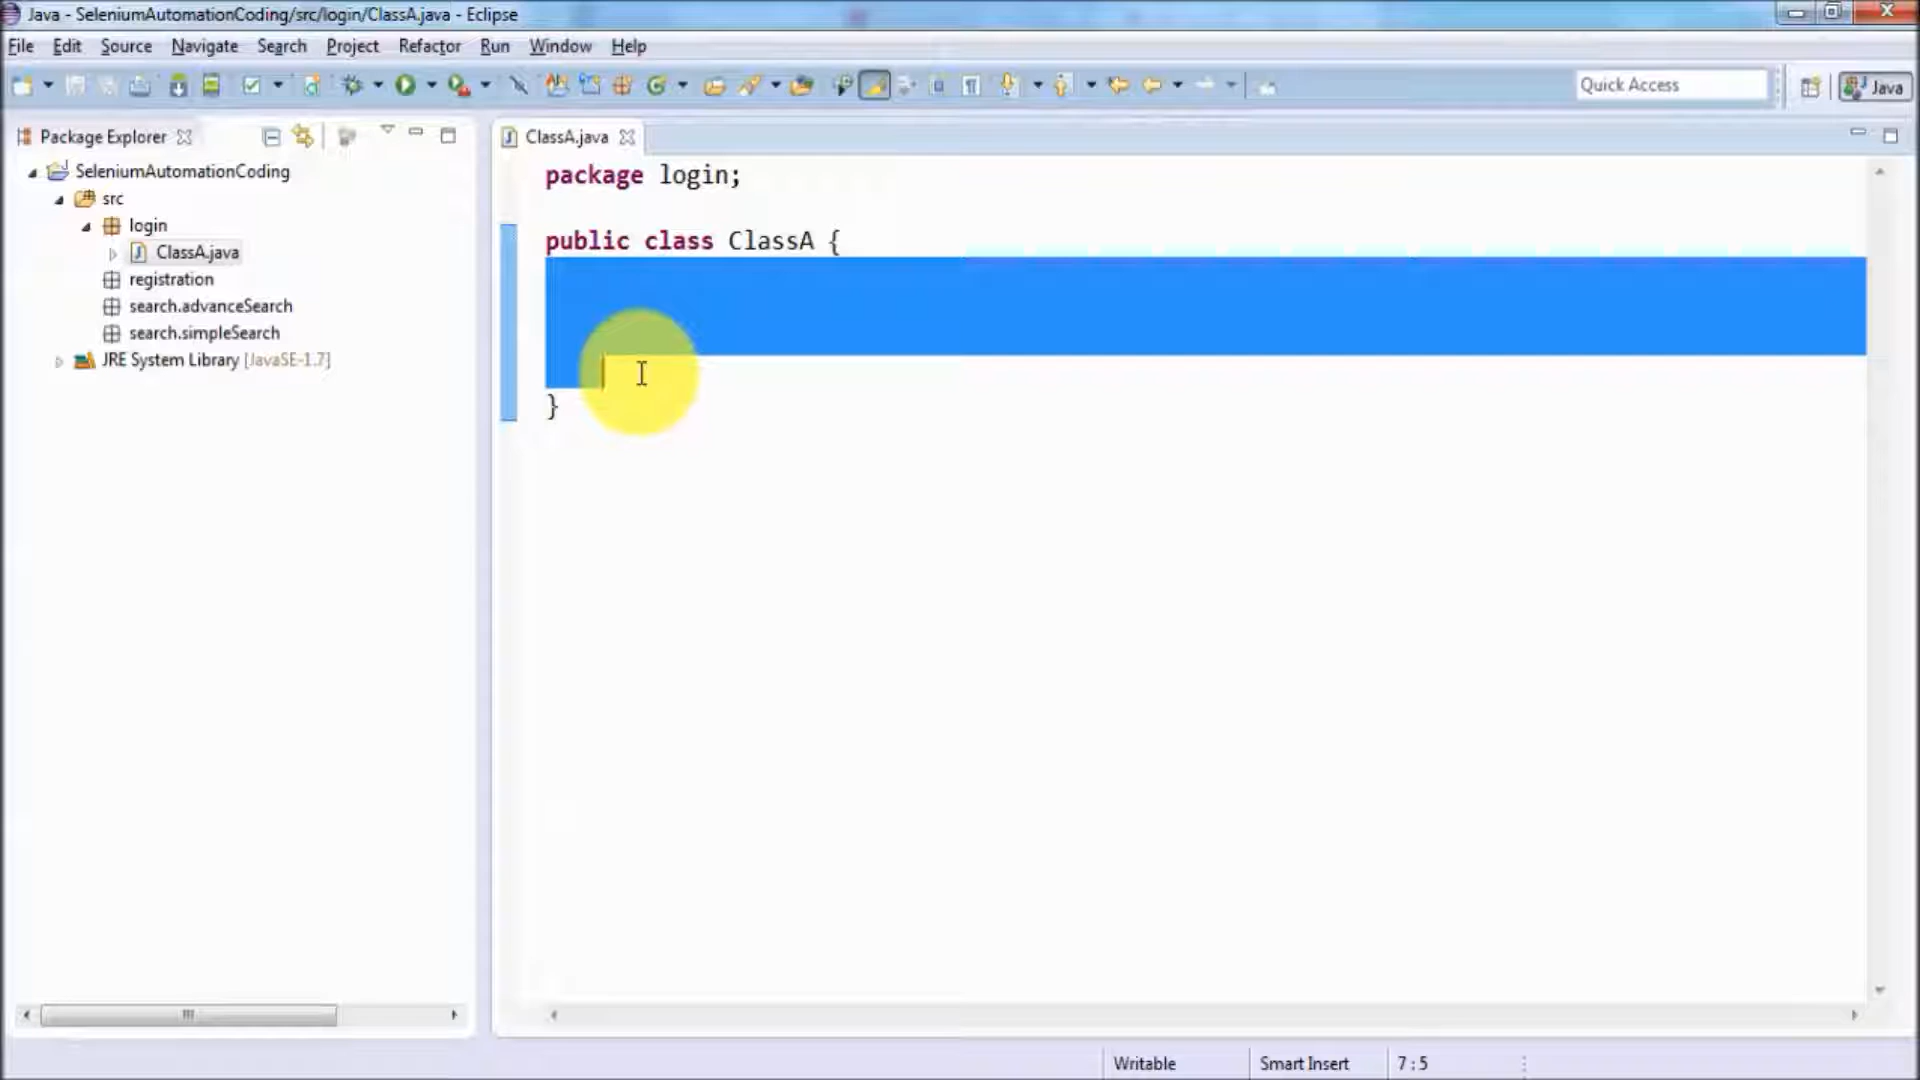 Java - SeleniumAutomationCoding/src/login/ClassA.java - Eclipse
File Edit Source Navigate Search Project Refactor Run Window Help
Quick Access
Java
Package Explorer
SeleniumAutomationCoding
src
login
ClassA.java
registration
search.advanceSearch
search.simpleSearch
JRE System Library [JavaSE-1.7]
ClassA.java
package login;
public class ClassA {
}
Writable
Smart Insert
7 : 5